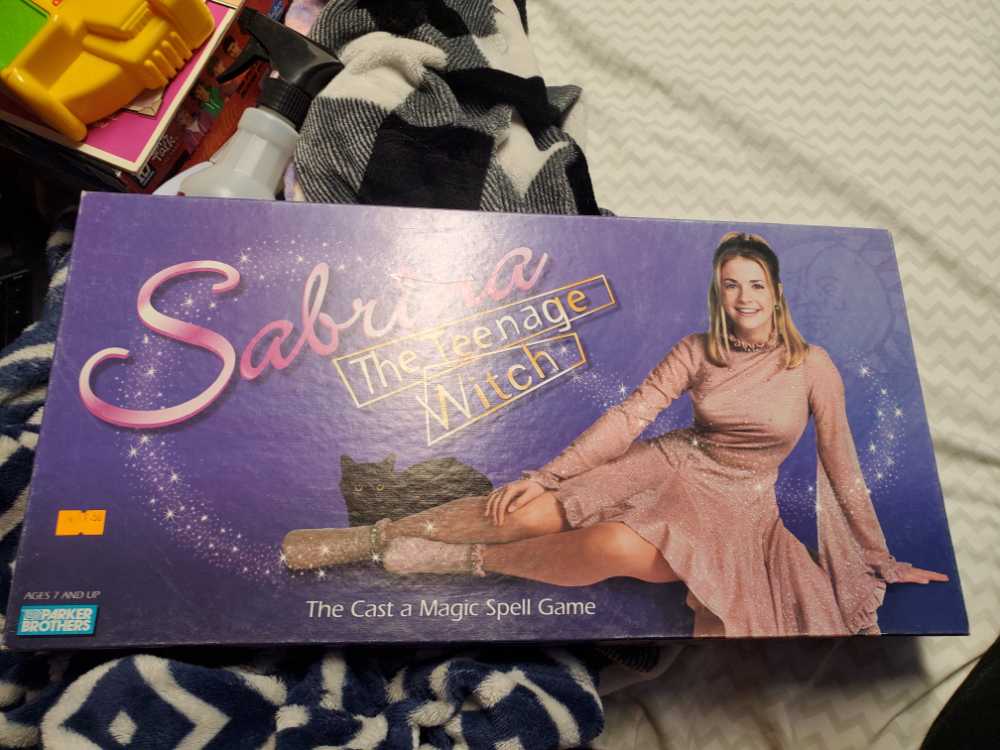 Sabrina
The Teenage
Witch
AGES 7 AND UP
PARKER
BROTHERS
The Cast a Magic Spell Game